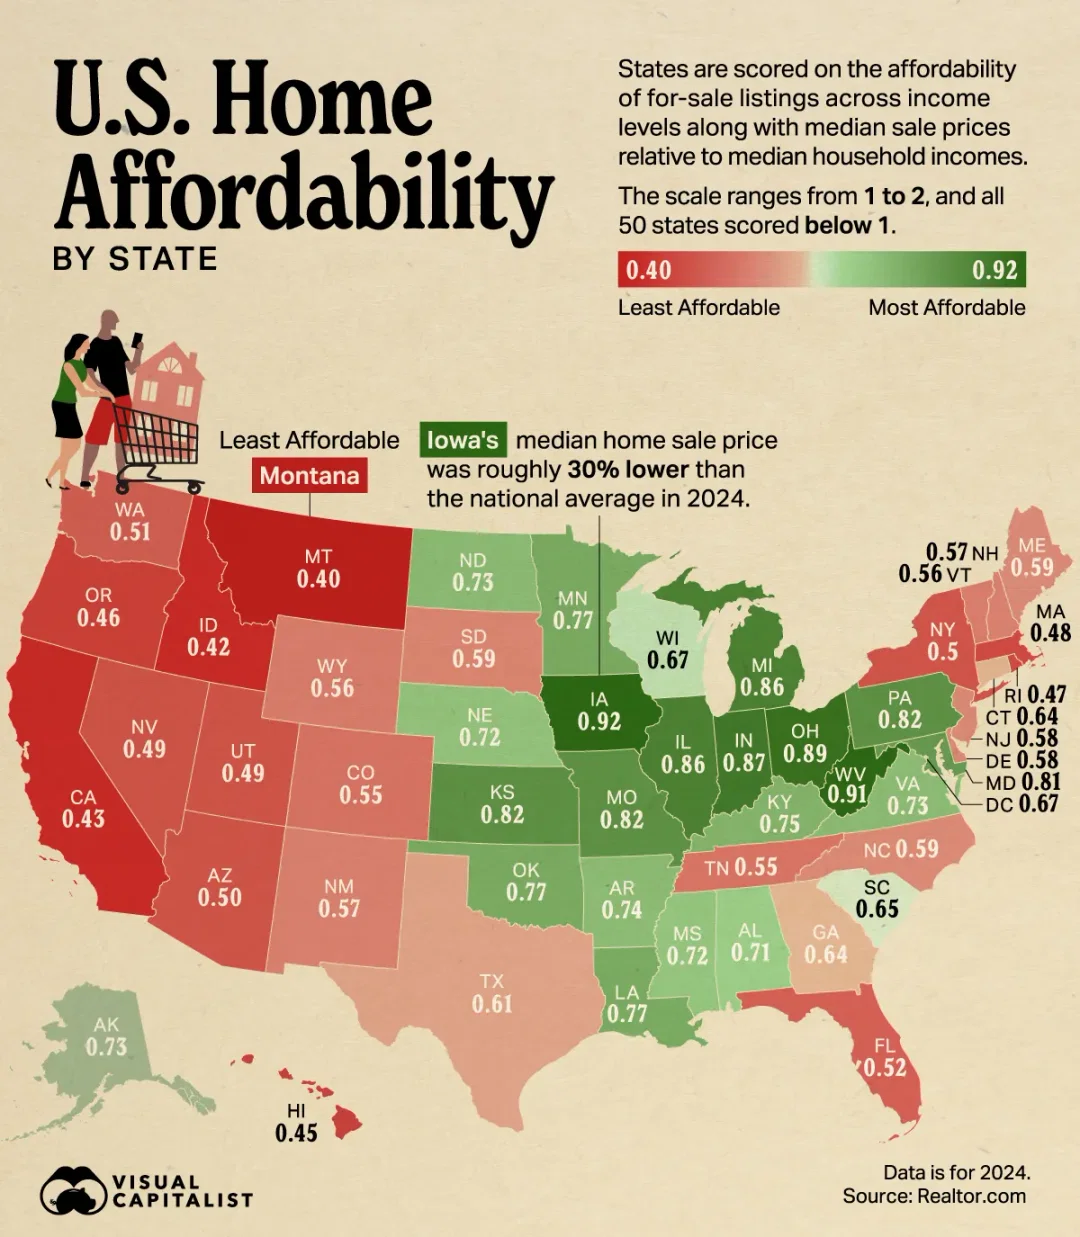 U.S. Home
Affordability
BY STATE
States are scored on the affordability
of for-sale listings across income
levels along with median sale prices
relative to median household incomes.
The scale ranges from 1 to 2, and all
50 states scored below 1.
0.40
0.92
Least Affordable
Most Affordable
Least Affordable
Montana
Iowa's median home sale price
was roughly 30% lower than
the national average in 2024.
WA
0.51
OR
0.46
ID
0.42
MT
0.40
WY
0.56
NV
0.49
UT
0.49
CA
0.43
CO
0.55
AZ
0.50
NM
0.57
ND
0.73
SD
0.59
NE
0.72
KS
0.82
OK
0.77
TX
0.61
MN
0.77
IA
0.92
MO
0.82
AR
0.74
LA
0.77
WI
0.67
IL
0.86
MI
0.86
IN
0.87
OH
0.89
KY
0.75
TN 0.55
MS
0.72
AL
0.71
GA
0.64
FL
0.52
SC
0.65
NC 0.59
VA
0.73
WV
0.91
PA
0.82
NY
0.5
0.57 NH
0.56 VT
ME
0.59
MA
0.48
RI 0.47
CT 0.64
NJ 0.58
DE 0.58
MD 0.81
DC 0.67
AK
0.73
HI
0.45
VISUAL
CAPITALIST
Data is for 2024.
Source: Realtor.com